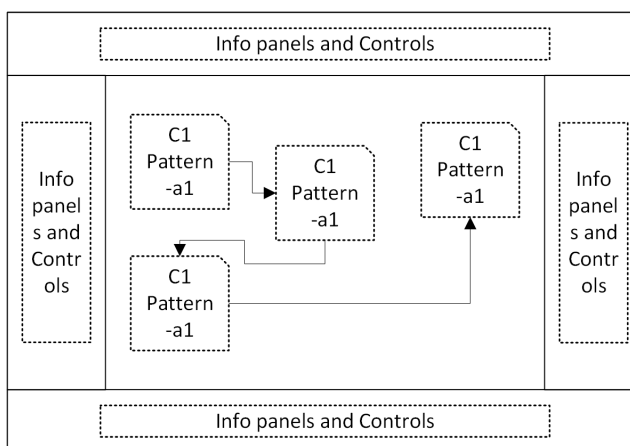 Info panels and Controls
Info
panel
s and
Contr
ols
C1
Pattern
-a1
C1
Pattern
-a1
C1
Pattern
-a1
C1
Pattern
-a1
Info
panel
s and
Contr
ols
Info panels and Controls